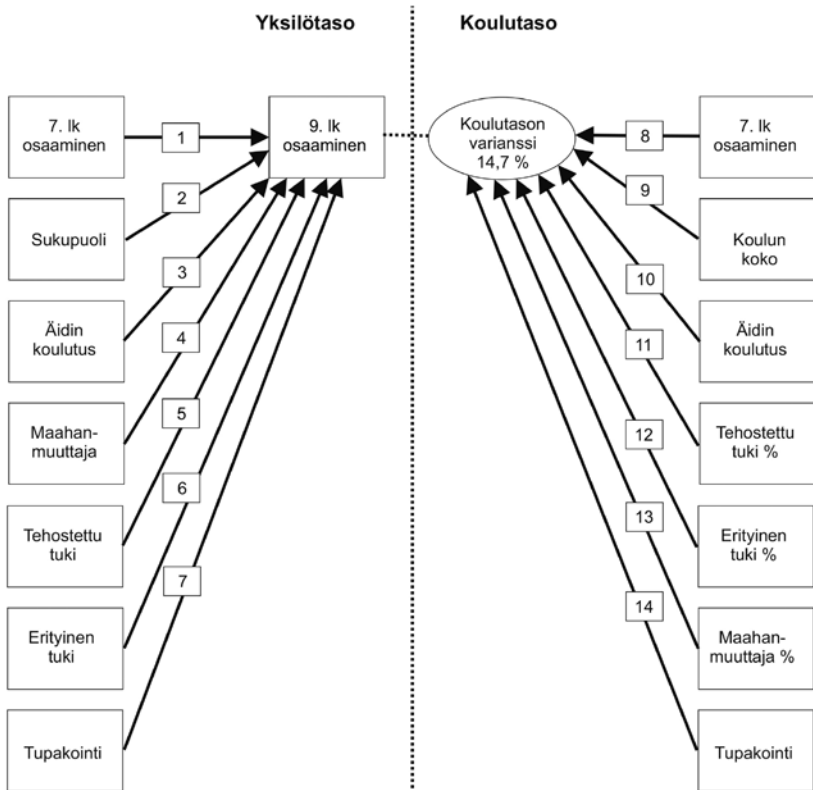 Yksilötaso
Koulutaso
7. lk
osaaminen
1
9. lk
osaaminen
Koulutason
varianssi
14,7 %
8
7. lk
osaaminen
2
9
Sukupuoli
Koulun
koko
3
10
Äidin
koulutus
Äidin
koulutus
4
11
Maahan-
muuttaja
Tehostettu
tuki %
5
12
Tehostettu
tuki
Erityinen
tuki %
6
13
Erityinen
tuki
Maahan-
muuttaja %
7
14
Tupakointi
Tupakointi